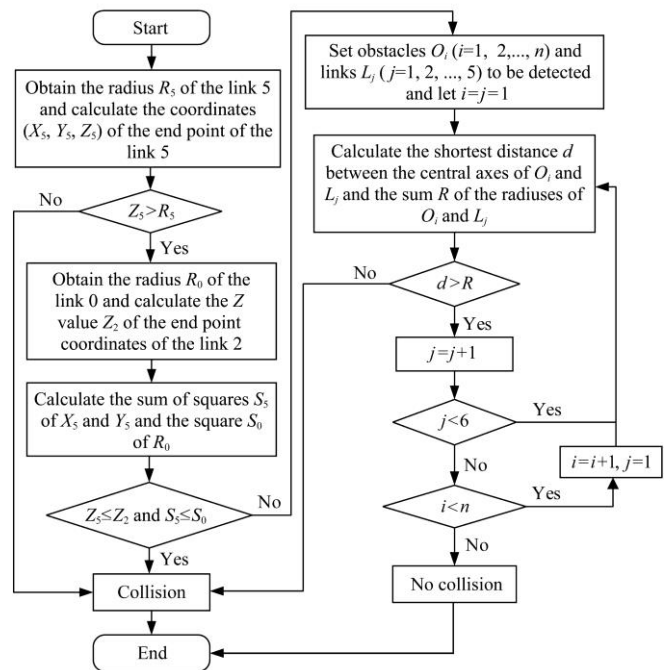 Start
Obtain the radius R₅ of the link 5
and calculate the coordinates
(X₅, Y₅, Z₅) of the end point of the
link 5
No
Z₅>R₅
Yes
Obtain the radius R₀ of the
link 0 and calculate the Z
value Z₂ of the end point
coordinates of the link 2
Calculate the sum of squares S₅
of X₅ and Y₅ and the square S₀
of R₀
Z₅≤Z₂ and S₅≤S₀
No
Yes
Collision
End
Set obstacles Oᵢ (i=1, 2,..., n) and
links Lⱼ ( j=1, 2, ..., 5) to be detected
and let i=j=1
Calculate the shortest distance d
between the central axes of Oᵢ and
Lⱼ and the sum R of the radiuses of
Oᵢ and Lⱼ
No
d>R
Yes
j=j+1
j<6
Yes
No
i=i+1, j=1
i<n
Yes
No
No collision